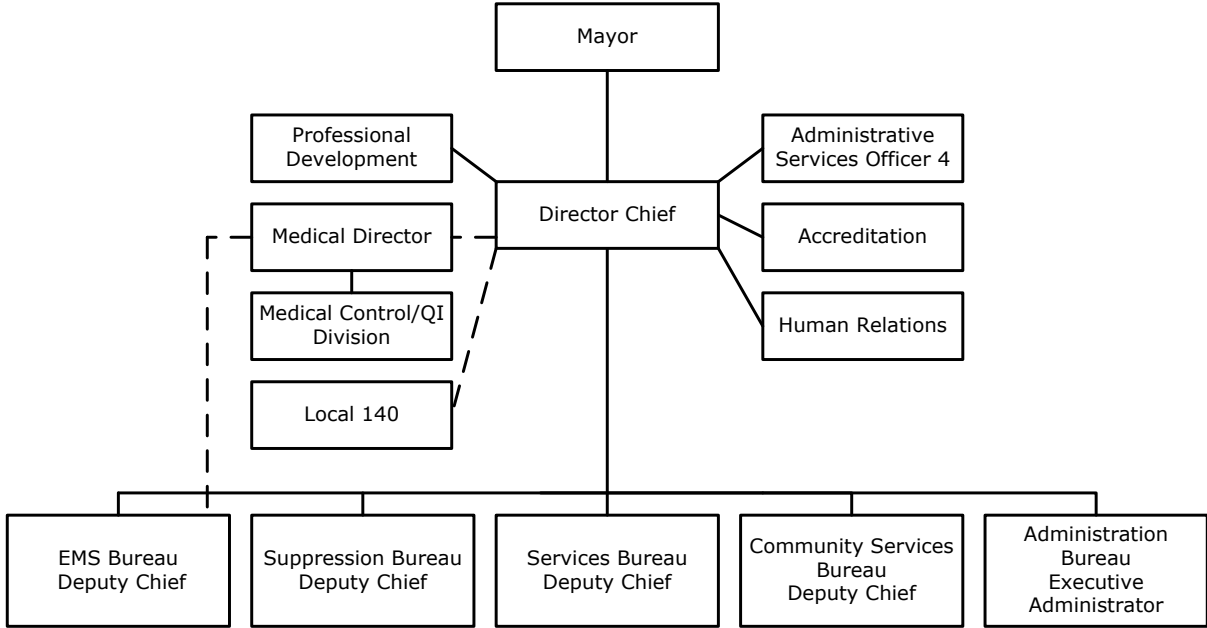 Mayor
Professional
Development
Administrative
Services Officer 4
Director Chief
Medical Director
Accreditation
Medical Control/QI
Division
Human Relations
Local 140
EMS Bureau
Deputy Chief
Suppression Bureau
Deputy Chief
Services Bureau
Deputy Chief
Community Services
Bureau
Deputy Chief
Administration
Bureau
Executive
Administrator